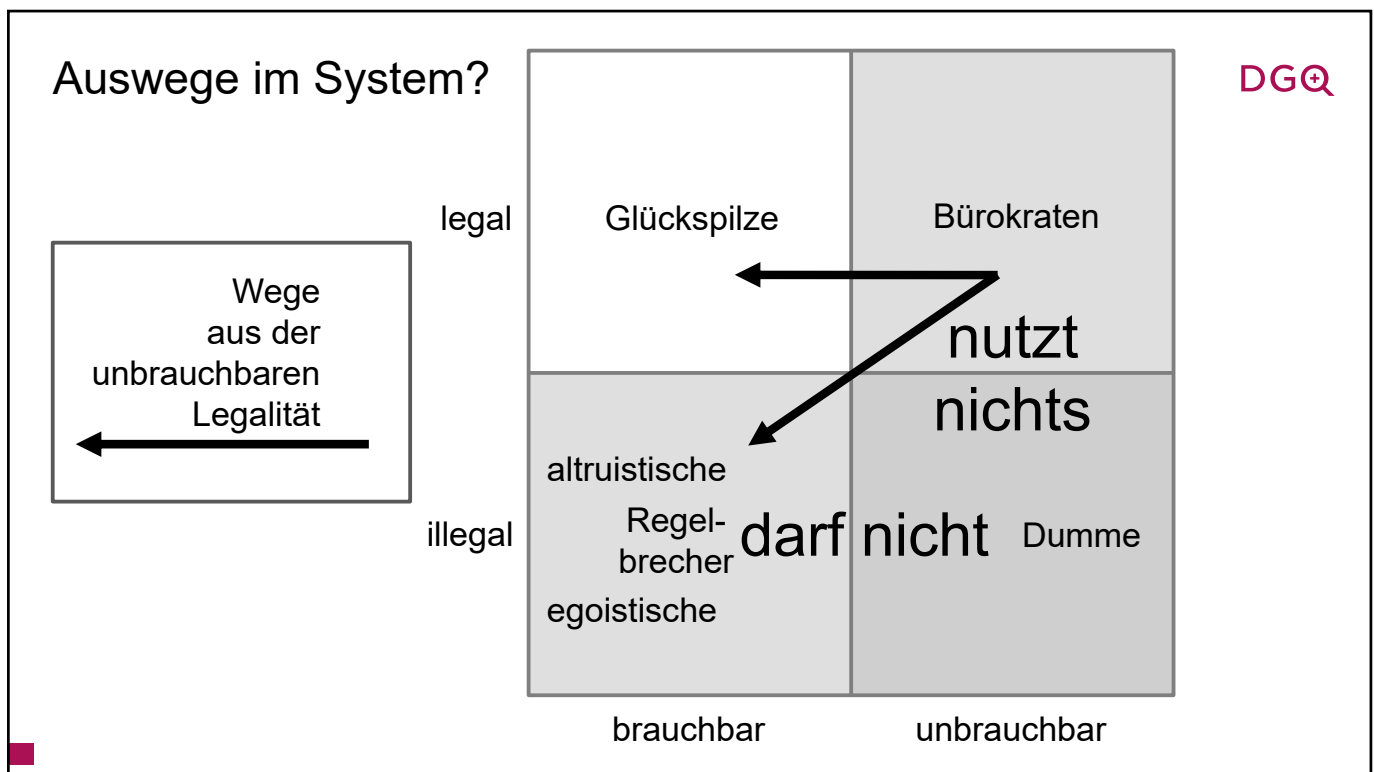 Auswege im System?
DGQ
legal
Glückspilze
Bürokraten
Wege
aus der
unbrauchbaren
Legalität
nutzt
nichts
altruistische
illegal
Regel-
brecher
darf nicht
Dumme
egoistische
brauchbar
unbrauchbar